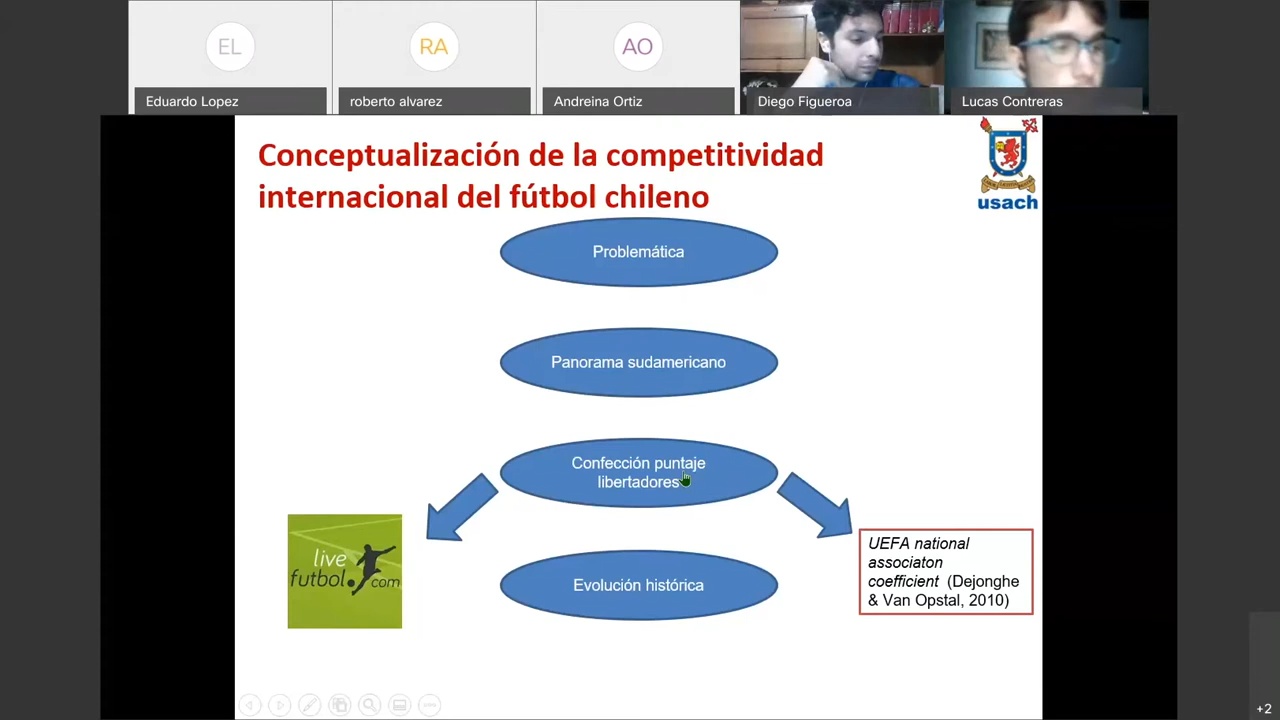 EL
RA
AO
Eduardo Lopez
roberto alvarez
Andreina Ortiz
Diego Figueroa
Lucas Contreras
Conceptualización de la competitividad
internacional del fútbol chileno
usach
Problemática
Panorama sudamericano
Confección puntaje
libertadores
live
futbol.com
UEFA national
associaton
coefficient (Dejonghe
& Van Opstal, 2010)
Evolución histórica
+2